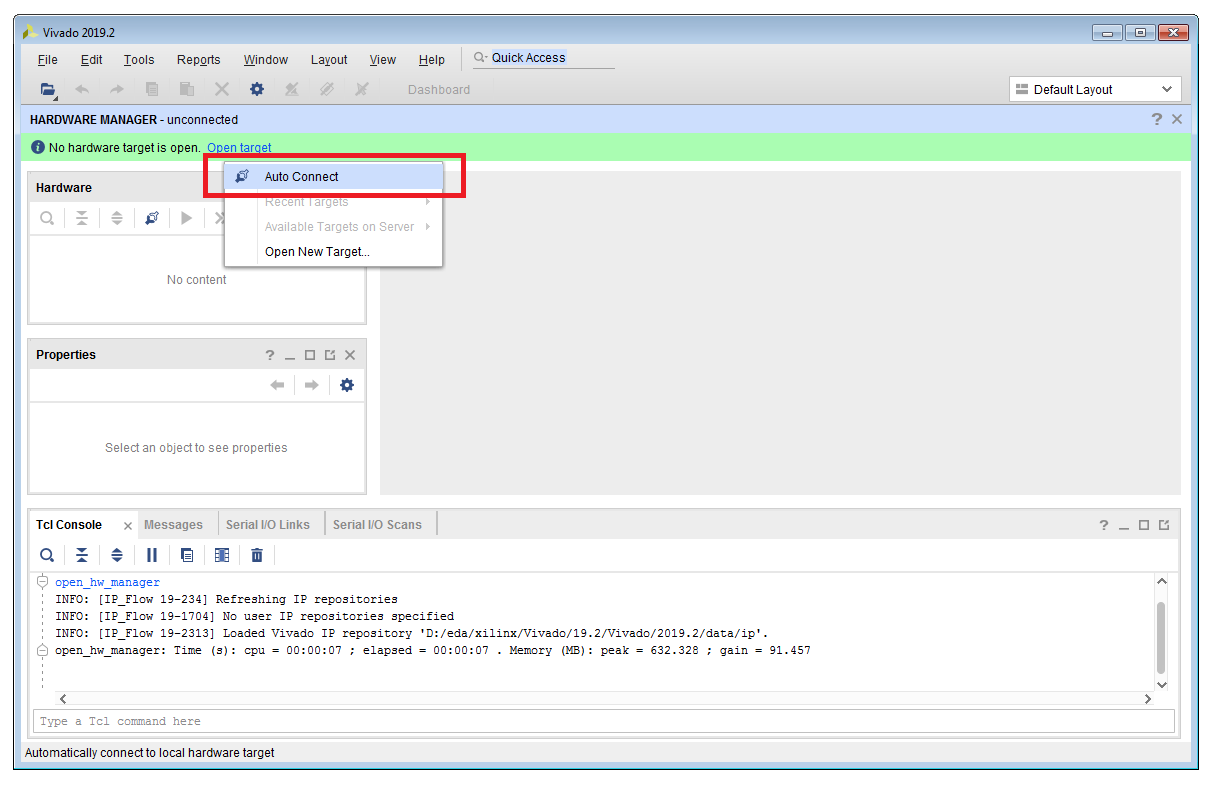 Vivado 2019.2
File Edit Tools Reports Window Layout View Help Quick Access
Dashboard Default Layout
HARDWARE MANAGER - unconnected
No hardware target is open. Open target
Auto Connect
Recent Targets
Available Targets on Server
Open New Target...
Hardware
No content
Properties
Select an object to see properties
Tcl Console Messages Serial I/O Links Serial I/O Scans
open_hw_manager
INFO: [IP_Flow 19-234] Refreshing IP repositories
INFO: [IP_Flow 19-1704] No user IP repositories specified
INFO: [IP_Flow 19-2313] Loaded Vivado IP repository 'D:/eda/xilinx/Vivado/19.2/Vivado/2019.2/data/ip'.
open_hw_manager: Time (s): cpu = 00:00:07 ; elapsed = 00:00:07 . Memory (MB): peak = 632.328 ; gain = 91.457
Type a Tcl command here
Automatically connect to local hardware target